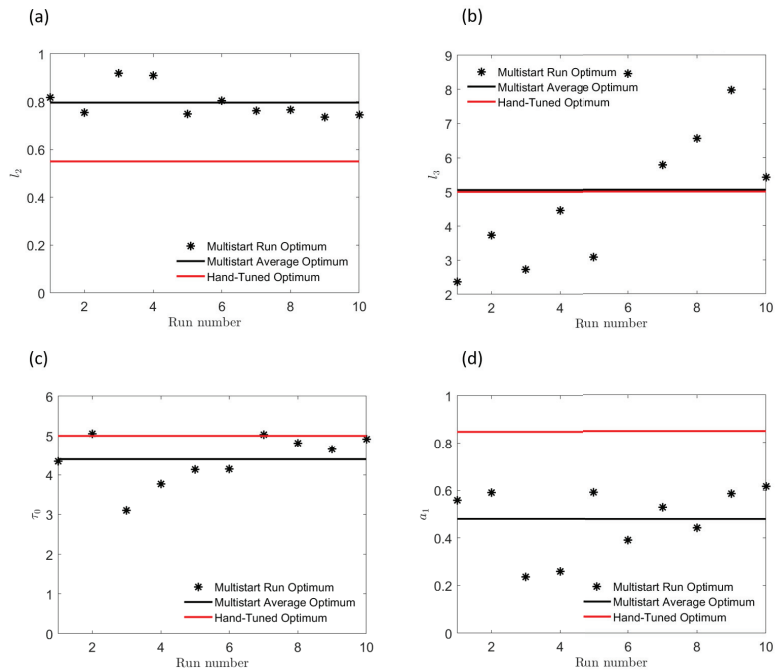 (a)
1
0.8
0.6
0.4
0.2
0
l2
2 4 6 8 10
Run number
Multistart Run Optimum
Multistart Average Optimum
Hand-Tuned Optimum
(b)
9
8
7
6
5
4
3
2
l3
2 4 6 8 10
Run number
Multistart Run Optimum
Multistart Average Optimum
Hand-Tuned Optimum
(c)
6
5
4
3
2
1
0
τ0
2 4 6 8 10
Run number
Multistart Run Optimum
Multistart Average Optimum
Hand-Tuned Optimum
(d)
1
0.8
0.6
0.4
0.2
0
a1
2 4 6 8 10
Run number
Multistart Run Optimum
Multistart Average Optimum
Hand-Tuned Optimum